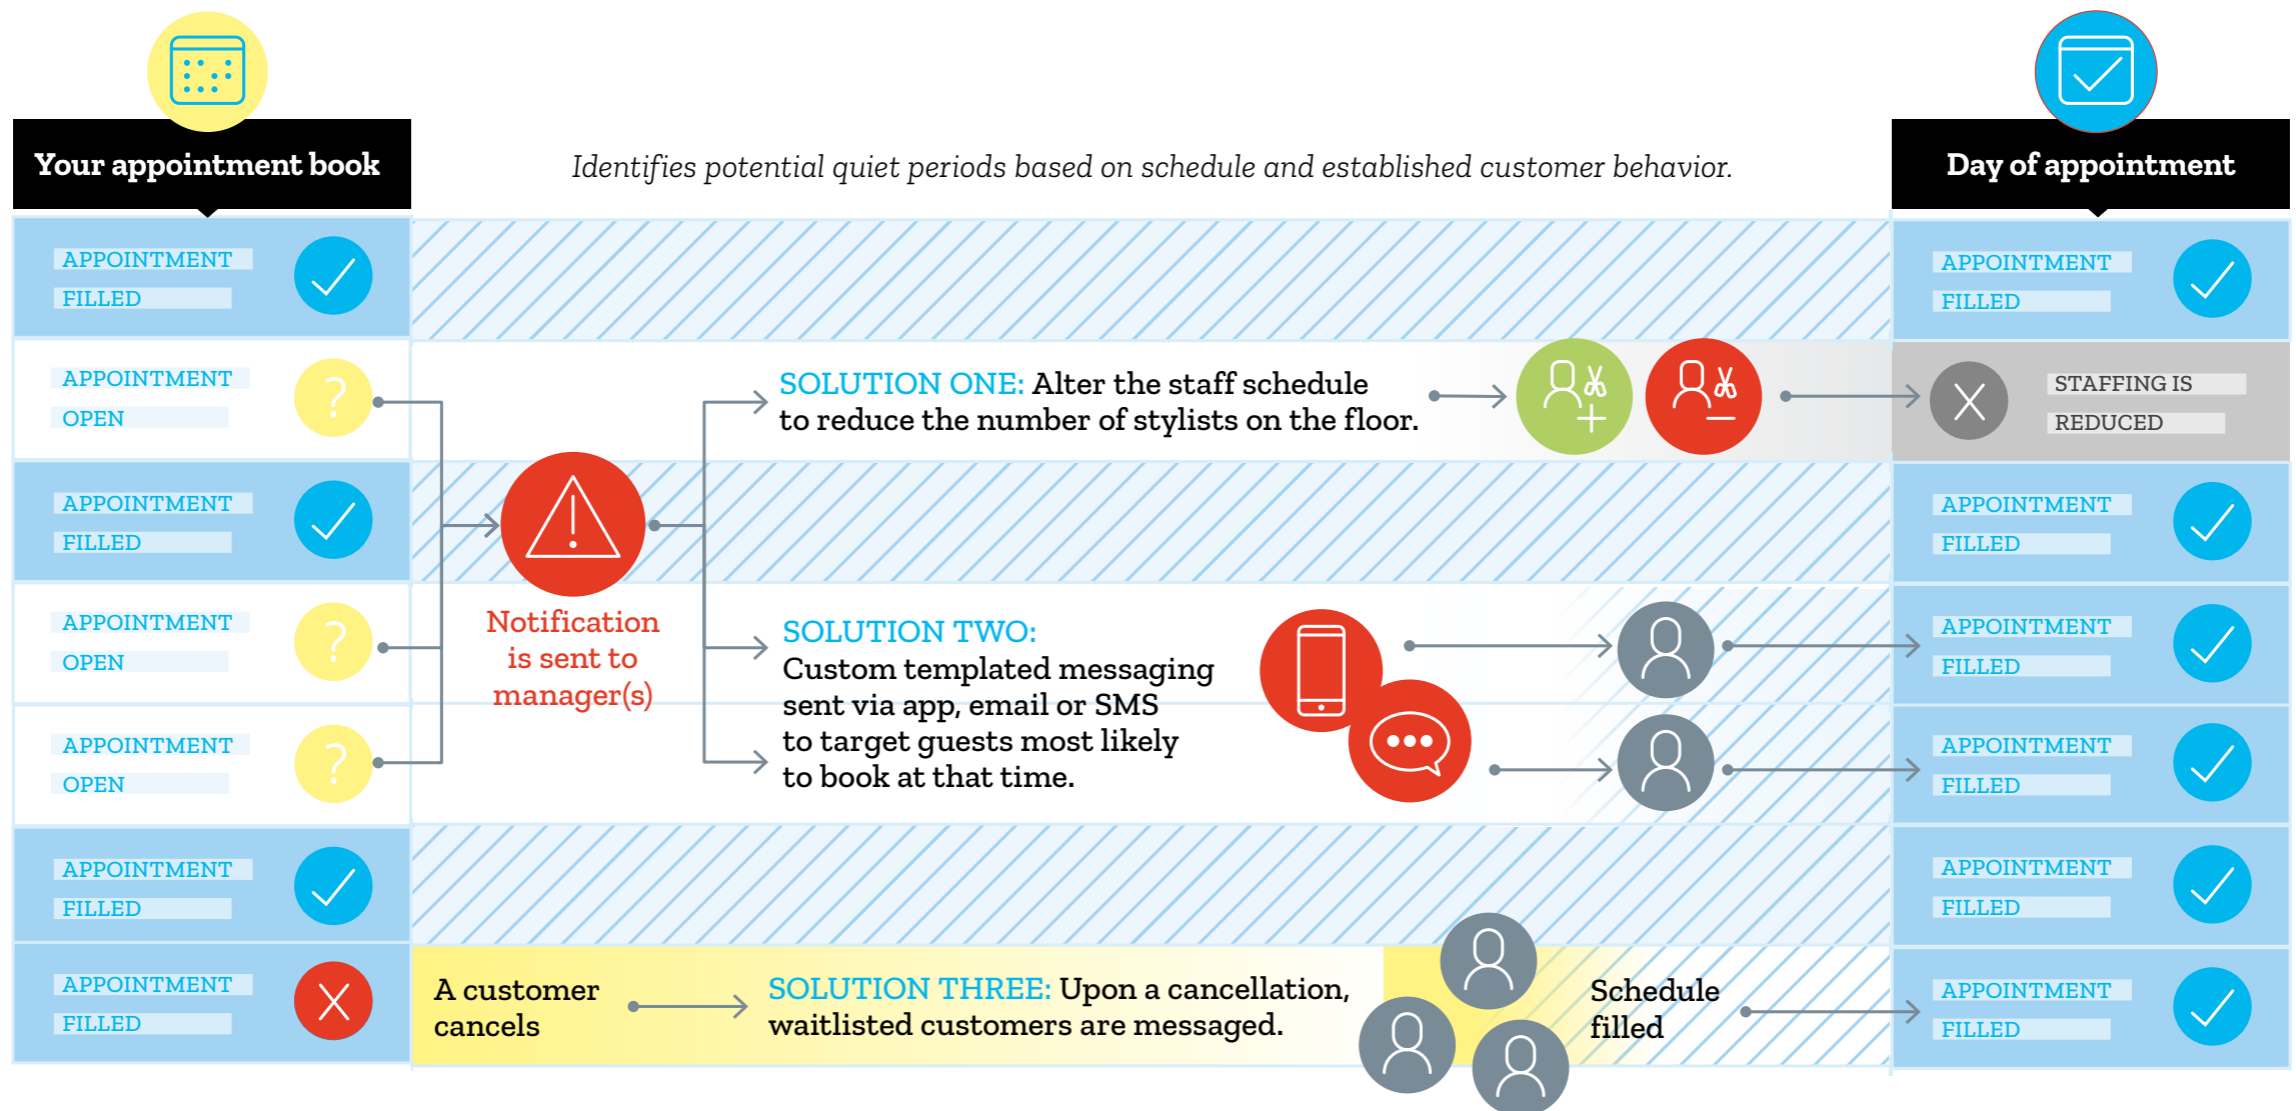 Your appointment book
Identifies potential quiet periods based on schedule and established customer behavior.
Day of appointment
APPOINTMENT
FILLED
APPOINTMENT
FILLED
APPOINTMENT
OPEN
SOLUTION ONE: Alter the staff schedule
to reduce the number of stylists on the floor.
STAFFING IS
REDUCED
APPOINTMENT
FILLED
APPOINTMENT
FILLED
APPOINTMENT
OPEN
Notification
is sent to
manager(s)
SOLUTION TWO:
Custom templated messaging
sent via app, email or SMS
to target guests most likely
to book at that time.
APPOINTMENT
FILLED
APPOINTMENT
OPEN
APPOINTMENT
FILLED
APPOINTMENT
FILLED
APPOINTMENT
FILLED
APPOINTMENT
FILLED
A customer
cancels
SOLUTION THREE: Upon a cancellation,
waitlisted customers are messaged.
Schedule
filled
APPOINTMENT
FILLED